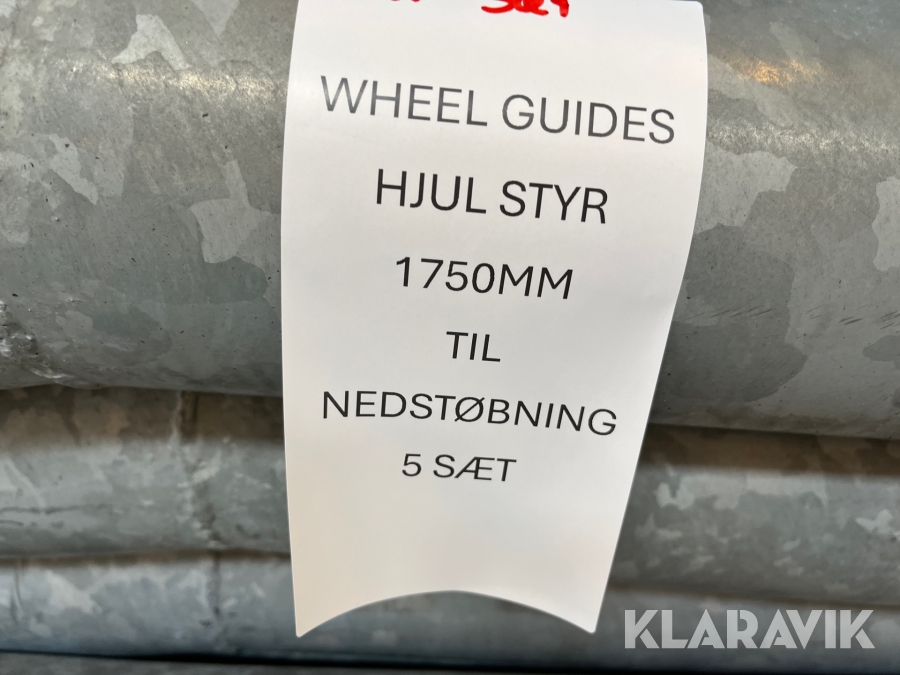 WHEEL GUIDES
HJUL STYR
1750MM
TIL
NEDSTØBNING
5 SÆT
KLARAVIK